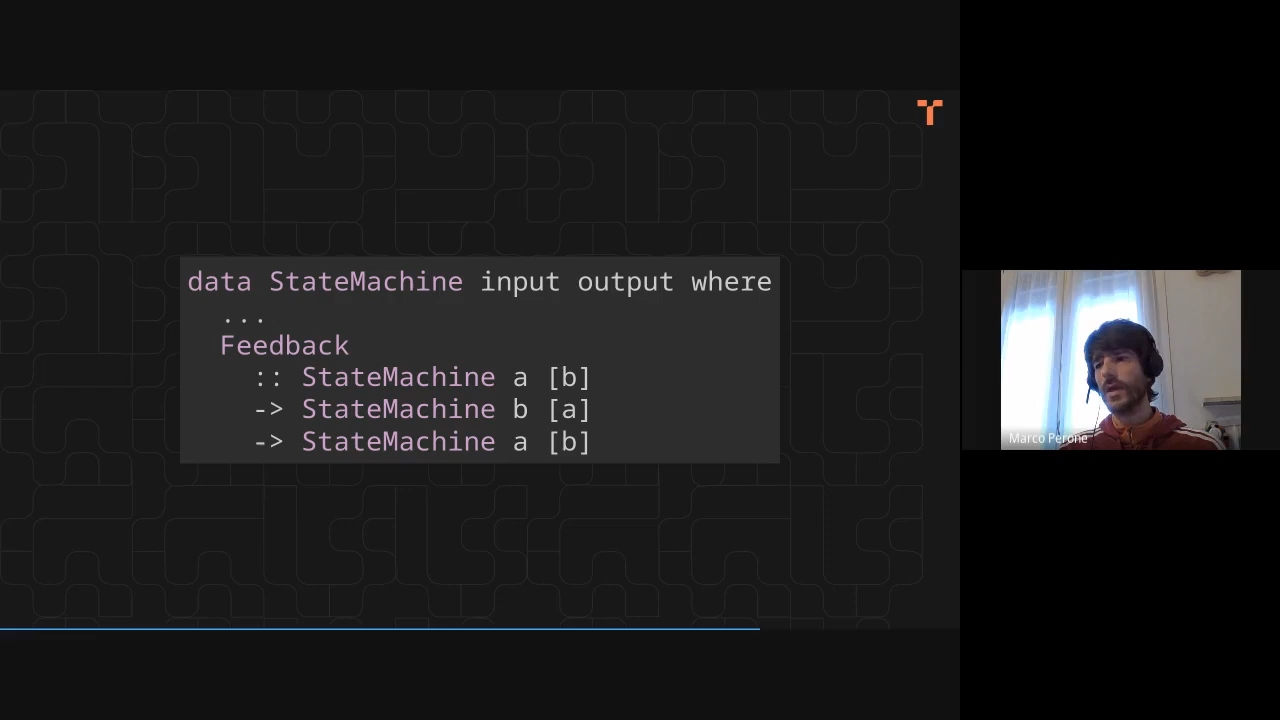 data StateMachine input output where
...
Feedback
:: StateMachine a [b]
-> StateMachine b [a]
-> StateMachine a [b]
Marco Perone